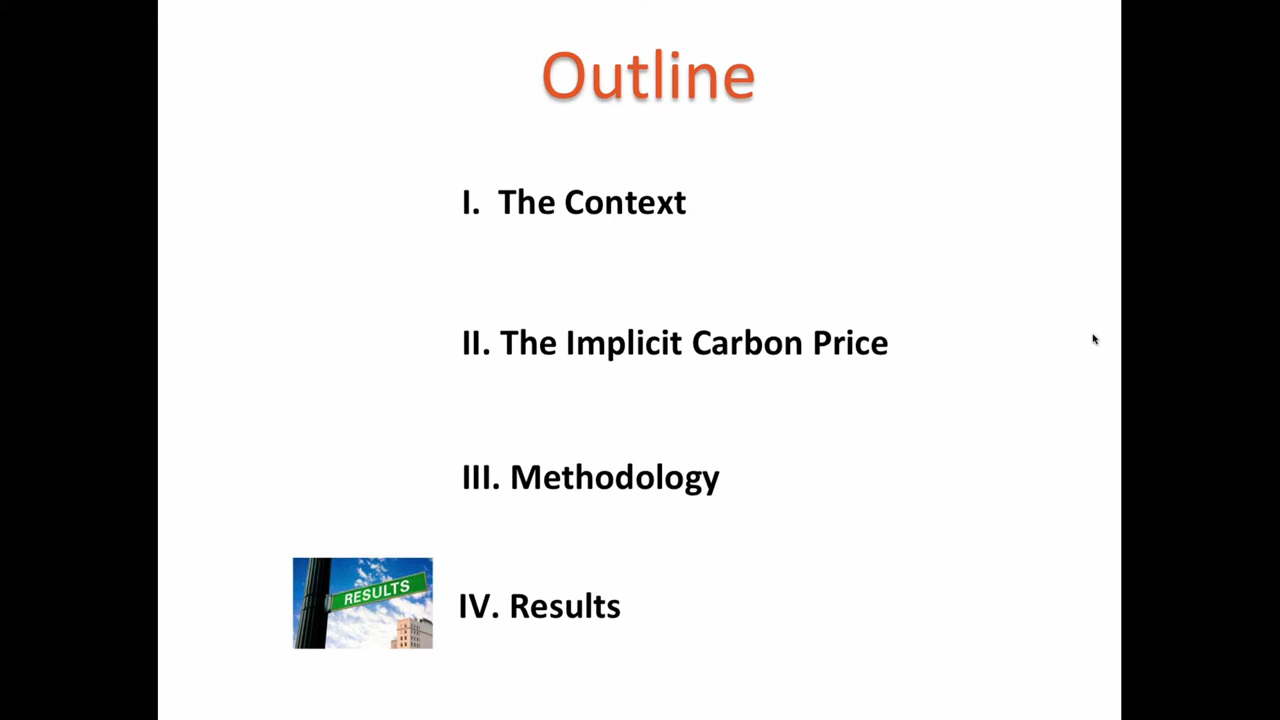 Outline
I. The Context
II. The Implicit Carbon Price
III. Methodology
RESULTS
IV. Results